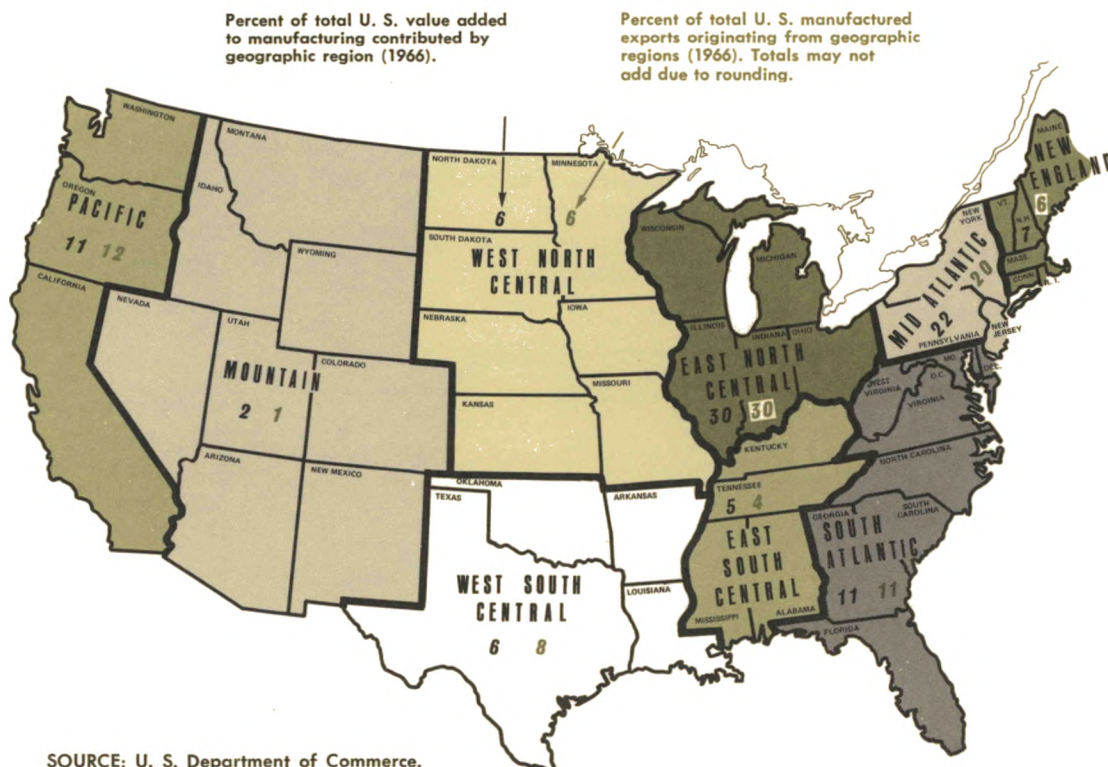 Percent of total U. S. value added
to manufacturing contributed by
geographic region (1966).
Percent of total U. S. manufactured
exports originating from geographic
regions (1966). Totals may not
add due to rounding.
WASHINGTON
OREGON
PACIFIC
11 12
CALIFORNIA
MONTANA
IDAHO
WYOMING
NEVADA
UTAH
COLORADO
MOUNTAIN
2 1
ARIZONA
NEW MEXICO
NORTH DAKOTA
MINNESOTA
6 6
SOUTH DAKOTA
WEST NORTH
CENTRAL
NEBRASKA
IOWA
KANSAS
MISSOURI
OKLAHOMA
TEXAS
ARKANSAS
WEST SOUTH
CENTRAL
6 8
LOUISIANA
WISCONSIN
MICHIGAN
ILLINOIS
INDIANA
OHIO
EAST NORTH
CENTRAL
30 30
KENTUCKY
TENNESSEE
5 4
EAST
SOUTH
CENTRAL
MISSISSIPPI
ALABAMA
MAINE
NEW
ENGLAND
VT.
N.H.
6
7
MASS.
CONN.
R.I.
NEW
YORK
MID ATLANTIC
22 20
PENNSYLVANIA
NEW
JERSEY
MO.
DEL.
D.C.
WEST
VIRGINIA
VIRGINIA
NORTH CAROLINA
SOUTH
CAROLINA
GEORGIA
SOUTH
ATLANTIC
11 11
FLORIDA
SOURCE: U. S. Department of Commerce.